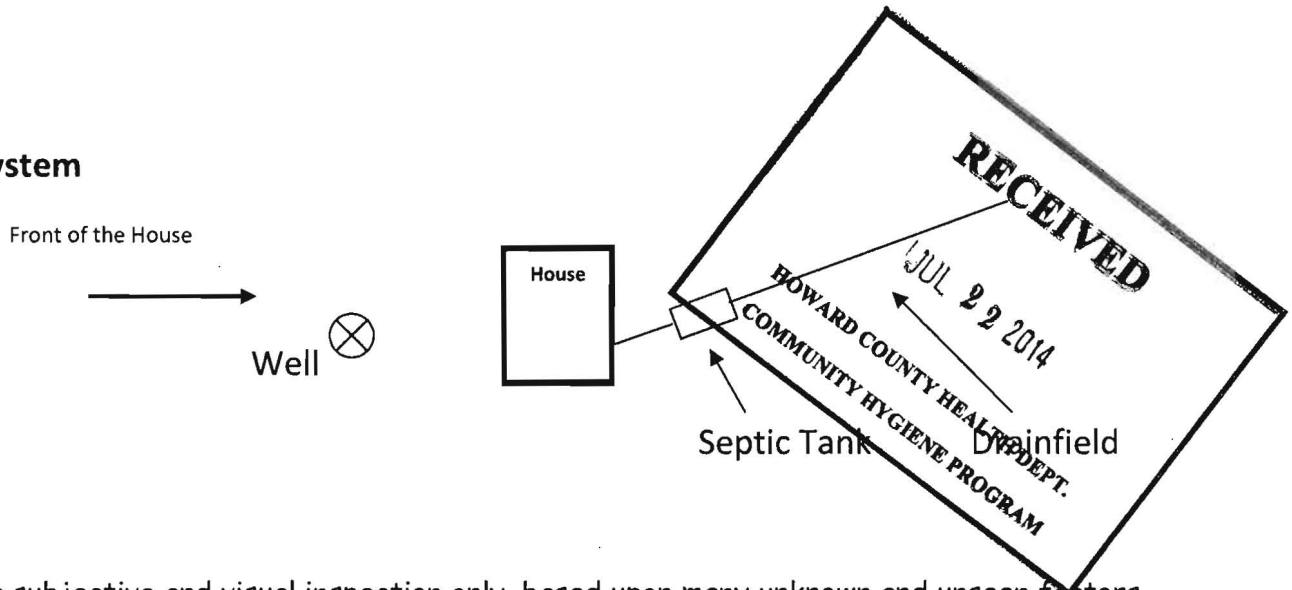 ystem
Front of the House
House
Well
Septic Tank
Drainfield
RECEIVED
JUL 22 2014
HOWARD COUNTY HEALTH DEPT.
COMMUNITY HYGIENE PROGRAM
subjective and visual inspection only, based upon many unknown and unseen factors